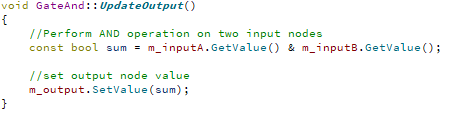 void GateAnd::UpdateOutput()
{
//Perform AND operation on two input nodes
const bool sum = m_inputA.GetValue() & m_inputB.GetValue();
//set output node value
m_output.SetValue(sum);
}